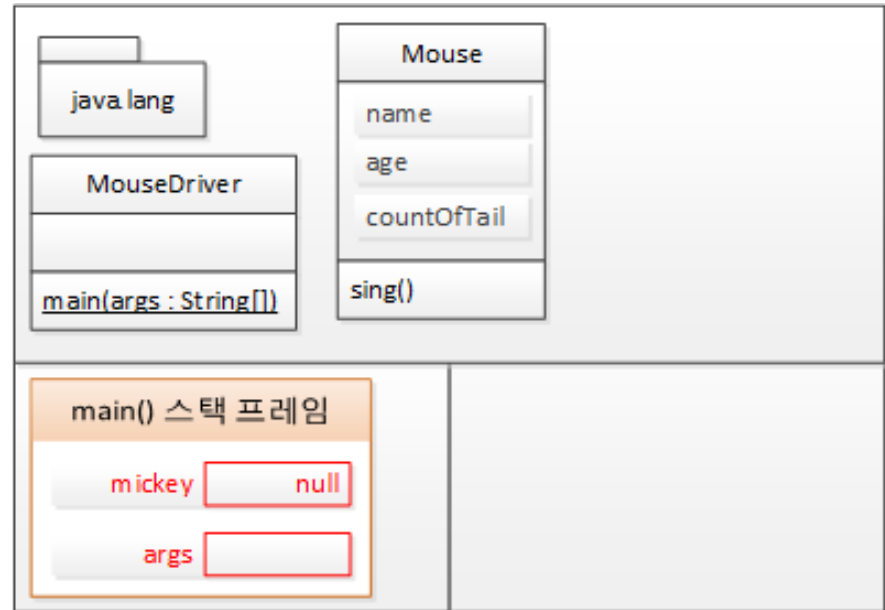 java.lang
MouseDriver
main(args : String[])
Mouse
name
age
countOfTail
sing()
main() 스택 프레임
mickey null
args